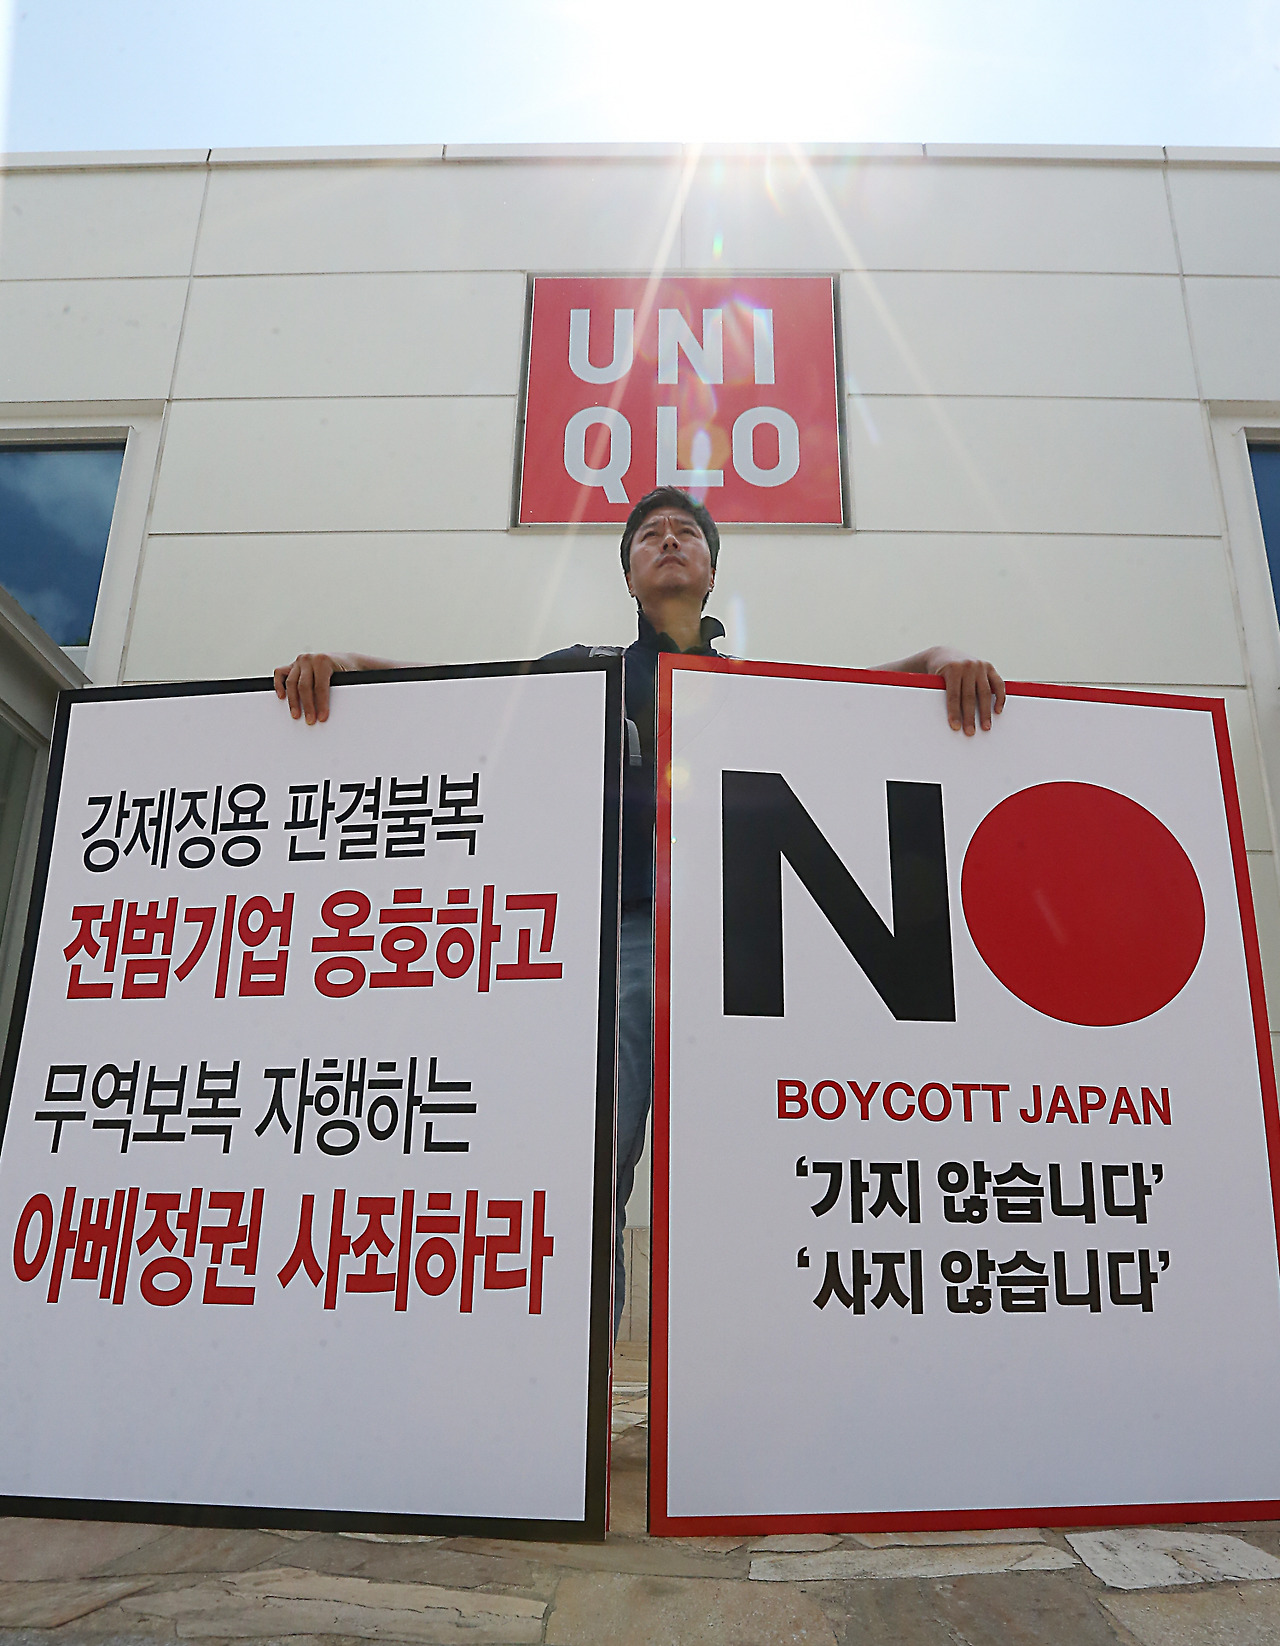 UNI
QLO
강제징용 판결불복
전범기업 옹호하고
무역보복 자행하는
아베정권 사죄하라
NO
BOYCOTT JAPAN
‘가지 않습니다’
‘사지 않습니다’